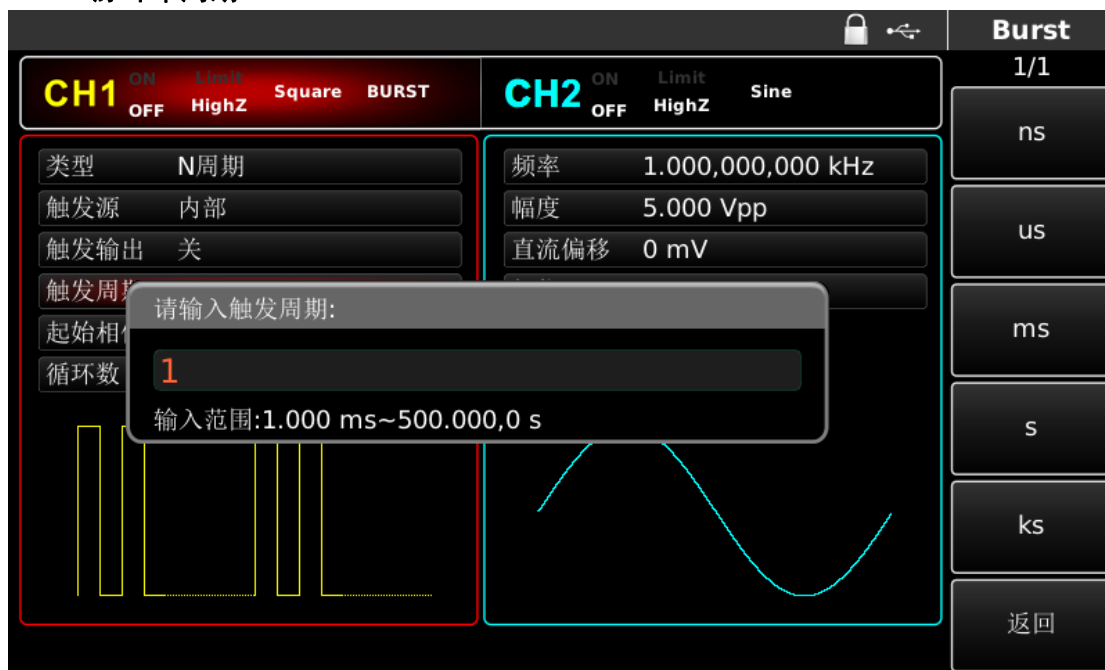 Burst
1/1
CH1 ON OFF Limit HighZ Square BURST
CH2 ON OFF Limit HighZ Sine
类型 N周期
触发源 内部
触发输出 关
触发周期
起始相
循环数
频率 1.000,000,000 kHz
幅度 5.000 Vpp
直流偏移 0 mV
请输入触发周期:
1
输入范围:1.000 ms~500.000,0 s
ns
us
ms
s
ks
返回